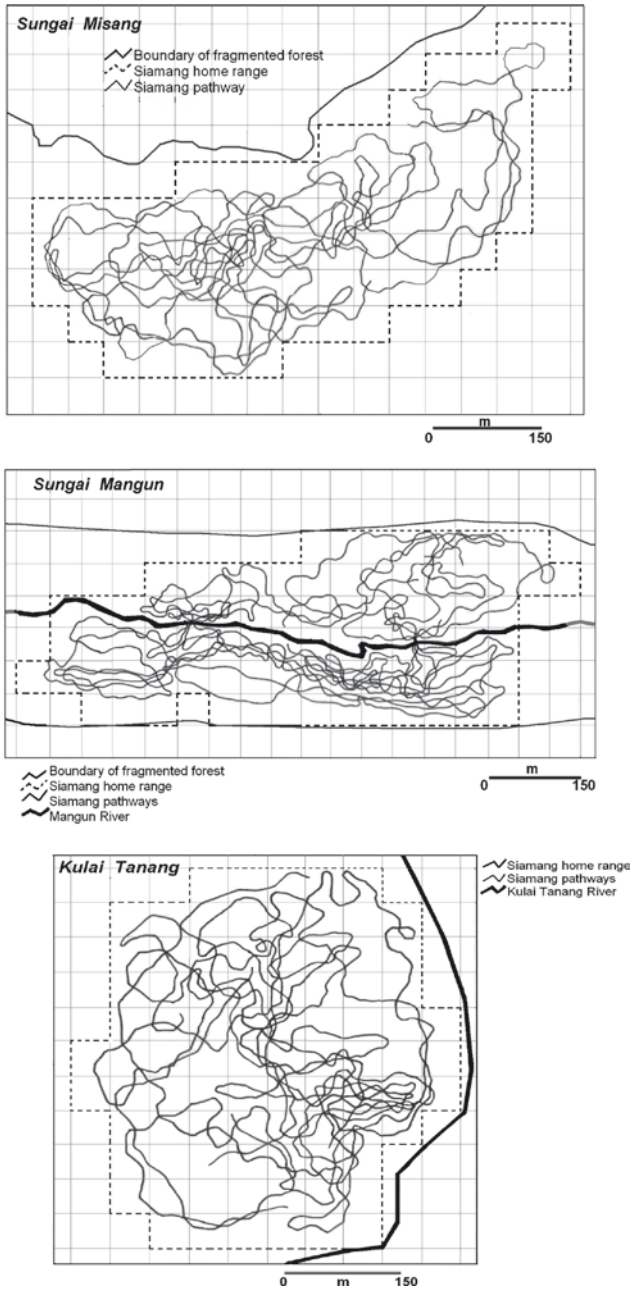 Sungai Misang
Boundary of fragmented forest
Siamang home range
Siamang pathway
m
0 150
Sungai Mangun
Boundary of fragmented forest
Siamang home range
Siamang pathways
Mangun River
m
0 150
Kulai Tanang
Siamang home range
Siamang pathways
Kulai Tanang River
0 m 150